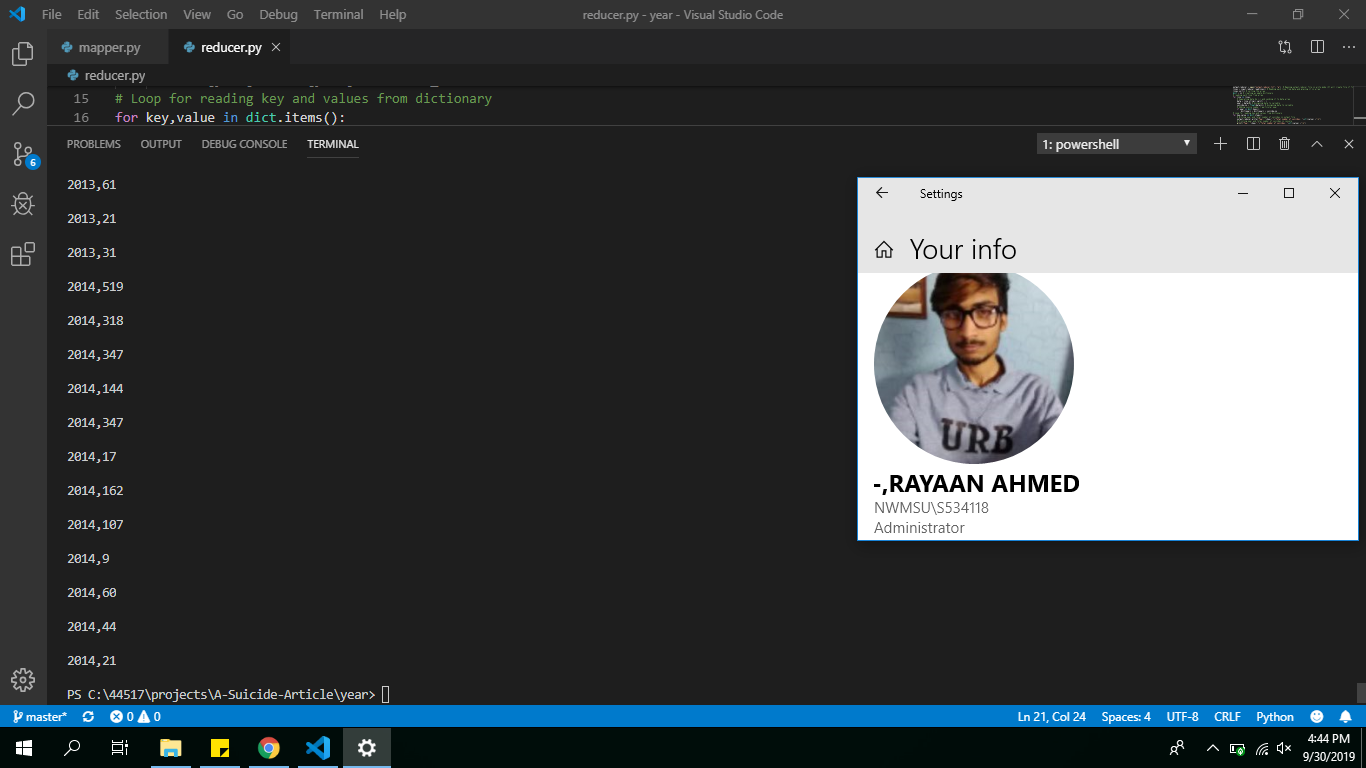 File Edit Selection View Go Debug Terminal Help reducer.py - year - Visual Studio Code
mapper.py reducer.py
reducer.py
15 # Loop for reading key and values from dictionary
16 for key,value in dict.items():
PROBLEMS OUTPUT DEBUG CONSOLE TERMINAL 1: powershell
2013,61
2013,21
2013,31
2014,519
2014,318
2014,347
2014,144
2014,347
2014,17
2014,162
2014,107
2014,9
2014,60
2014,44
2014,21
PS C:\44517\projects\A-Suicide-Article\year>
Settings
Your info
URB
-,RAYAAN AHMED
NWMSU\S534118
Administrator
6
master* 0 0 Ln 21, Col 24 Spaces: 4 UTF-8 CRLF Python
4:44 PM
9/30/2019